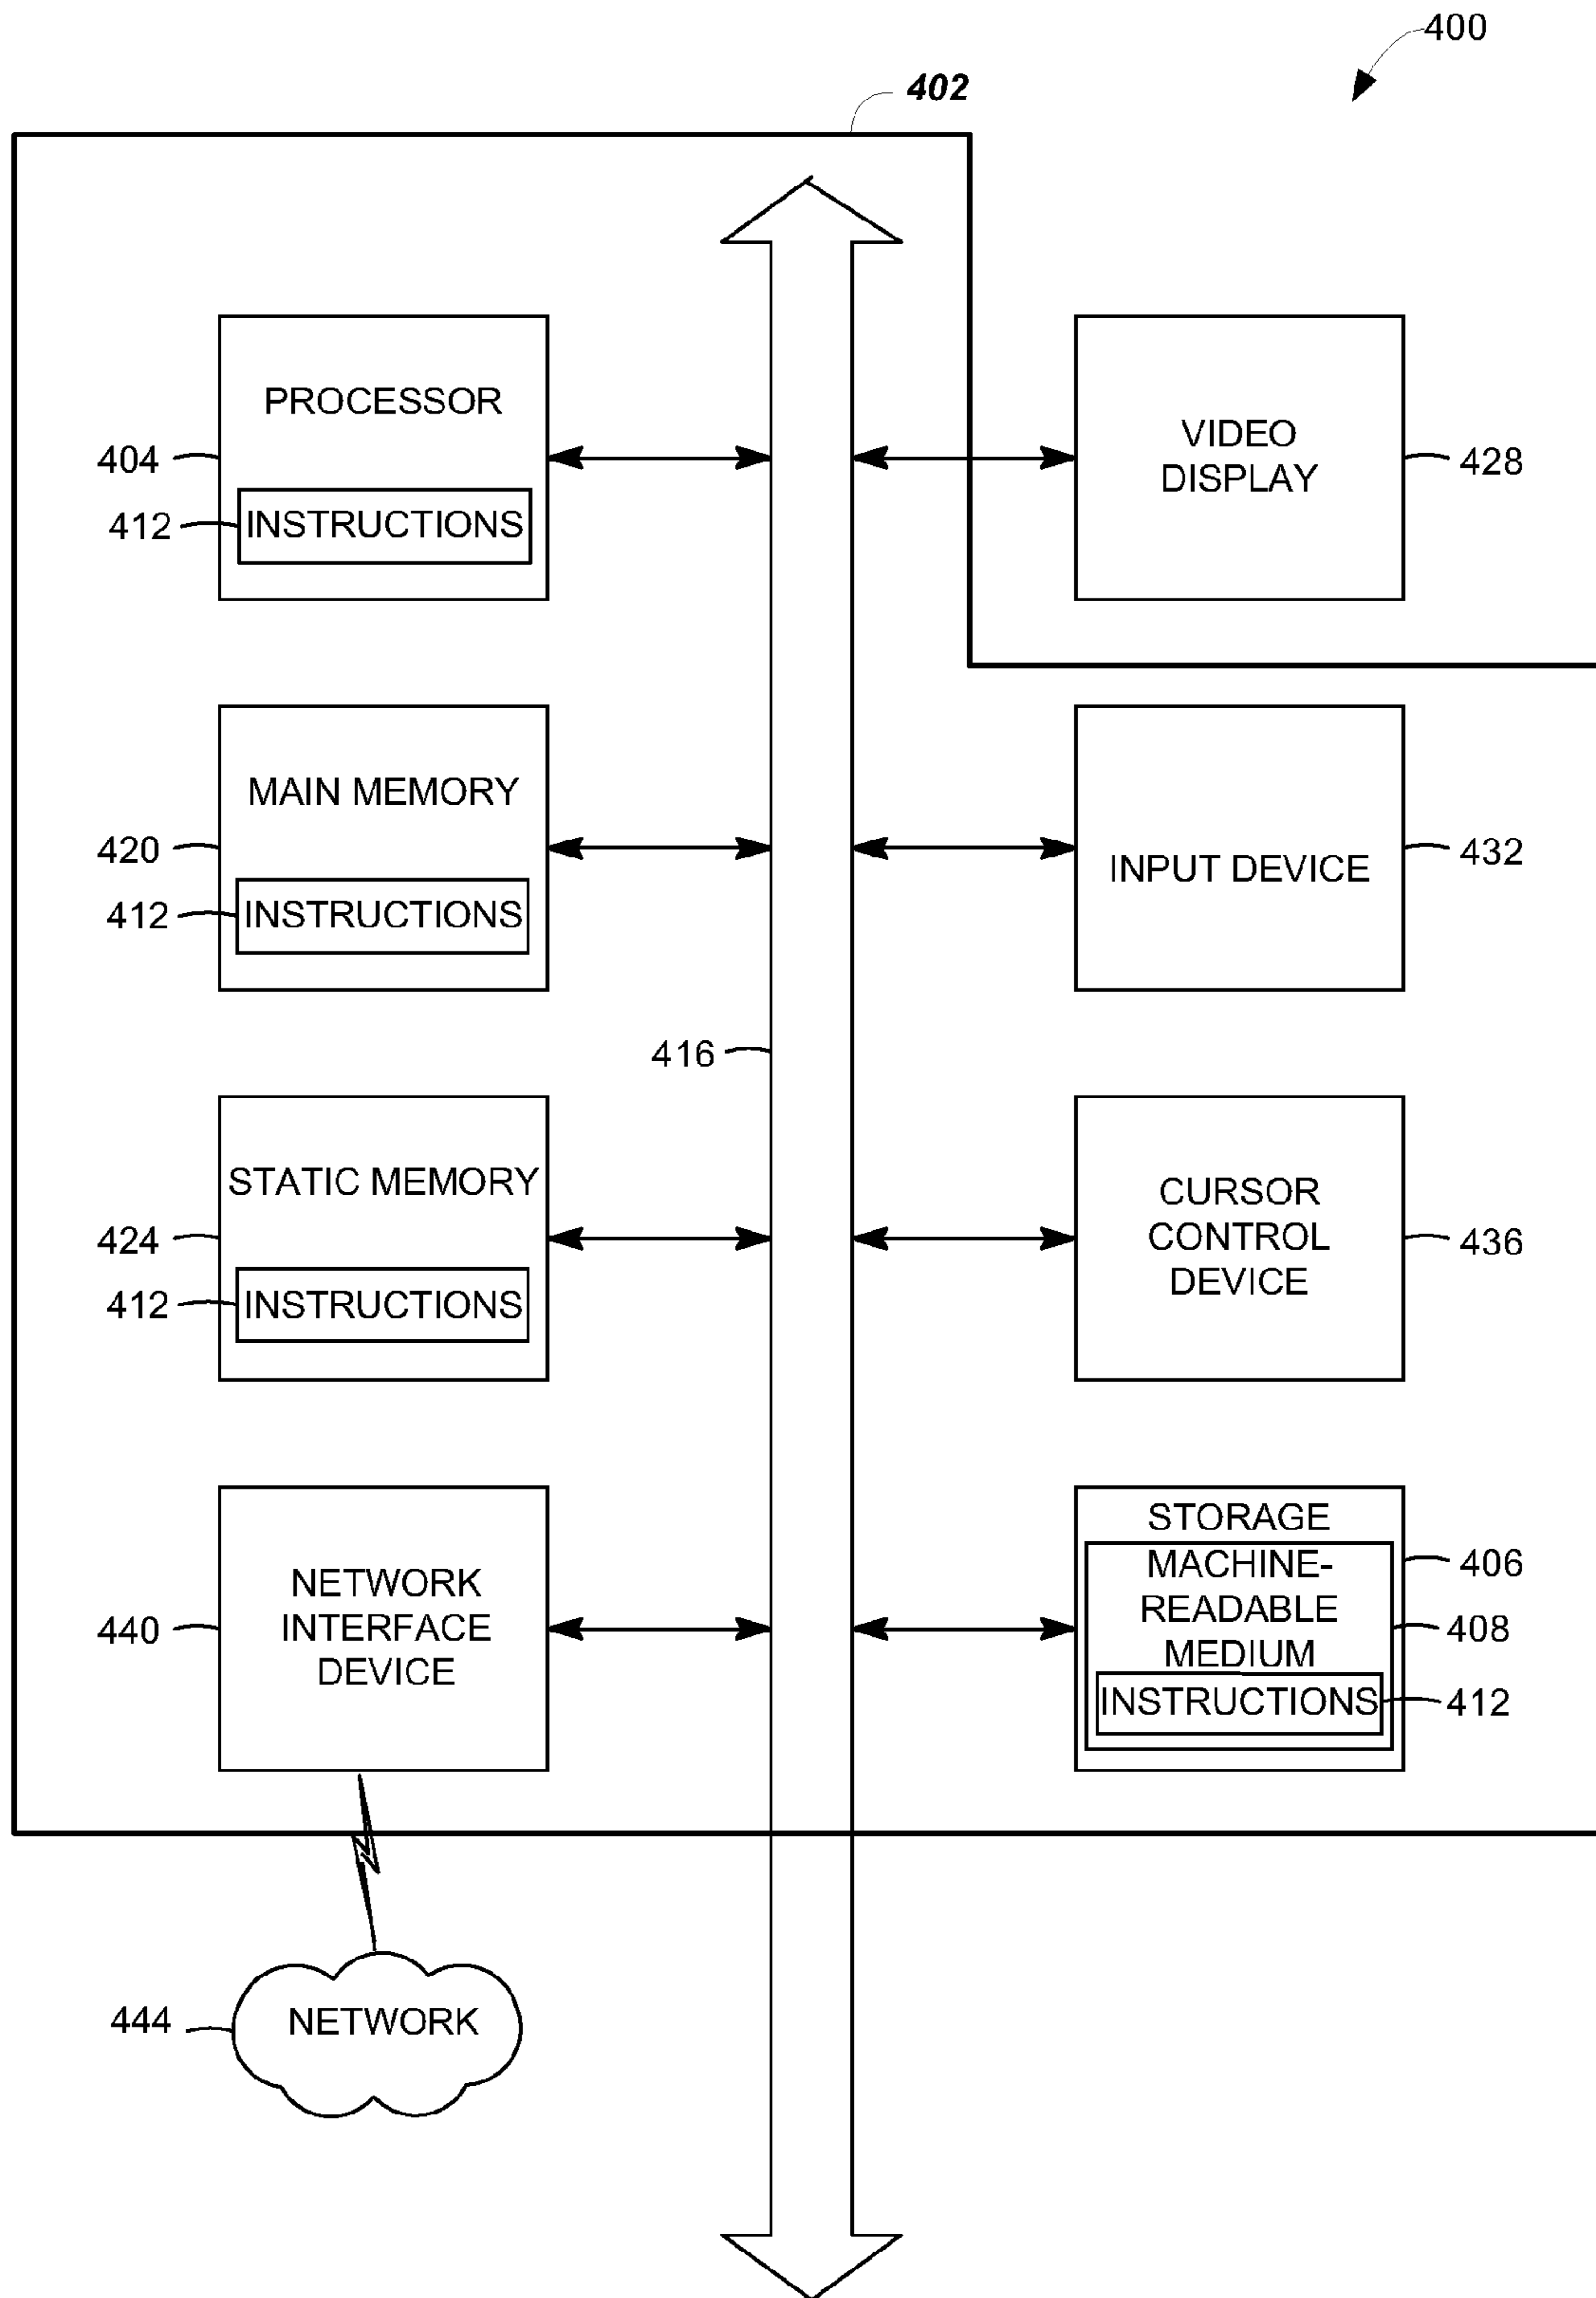 400
402
PROCESSOR
404
412
INSTRUCTIONS
VIDEO
DISPLAY
428
MAIN MEMORY
420
412
INSTRUCTIONS
INPUT DEVICE
432
416
STATIC MEMORY
424
412
INSTRUCTIONS
CURSOR
CONTROL
DEVICE
436
NETWORK
INTERFACE
DEVICE
440
STORAGE
406
MACHINE-
READABLE
MEDIUM
408
INSTRUCTIONS
412
444
NETWORK